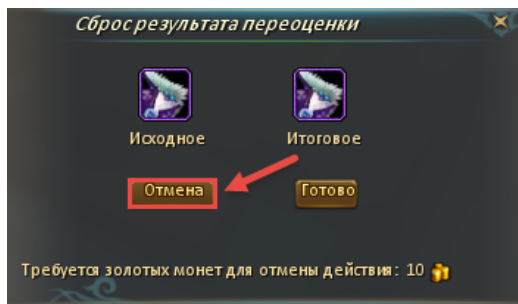 Сброс результата переоценки
Исходное Итоговое
Отмена Готово
Требуется золотых монет для отмены действия: 10